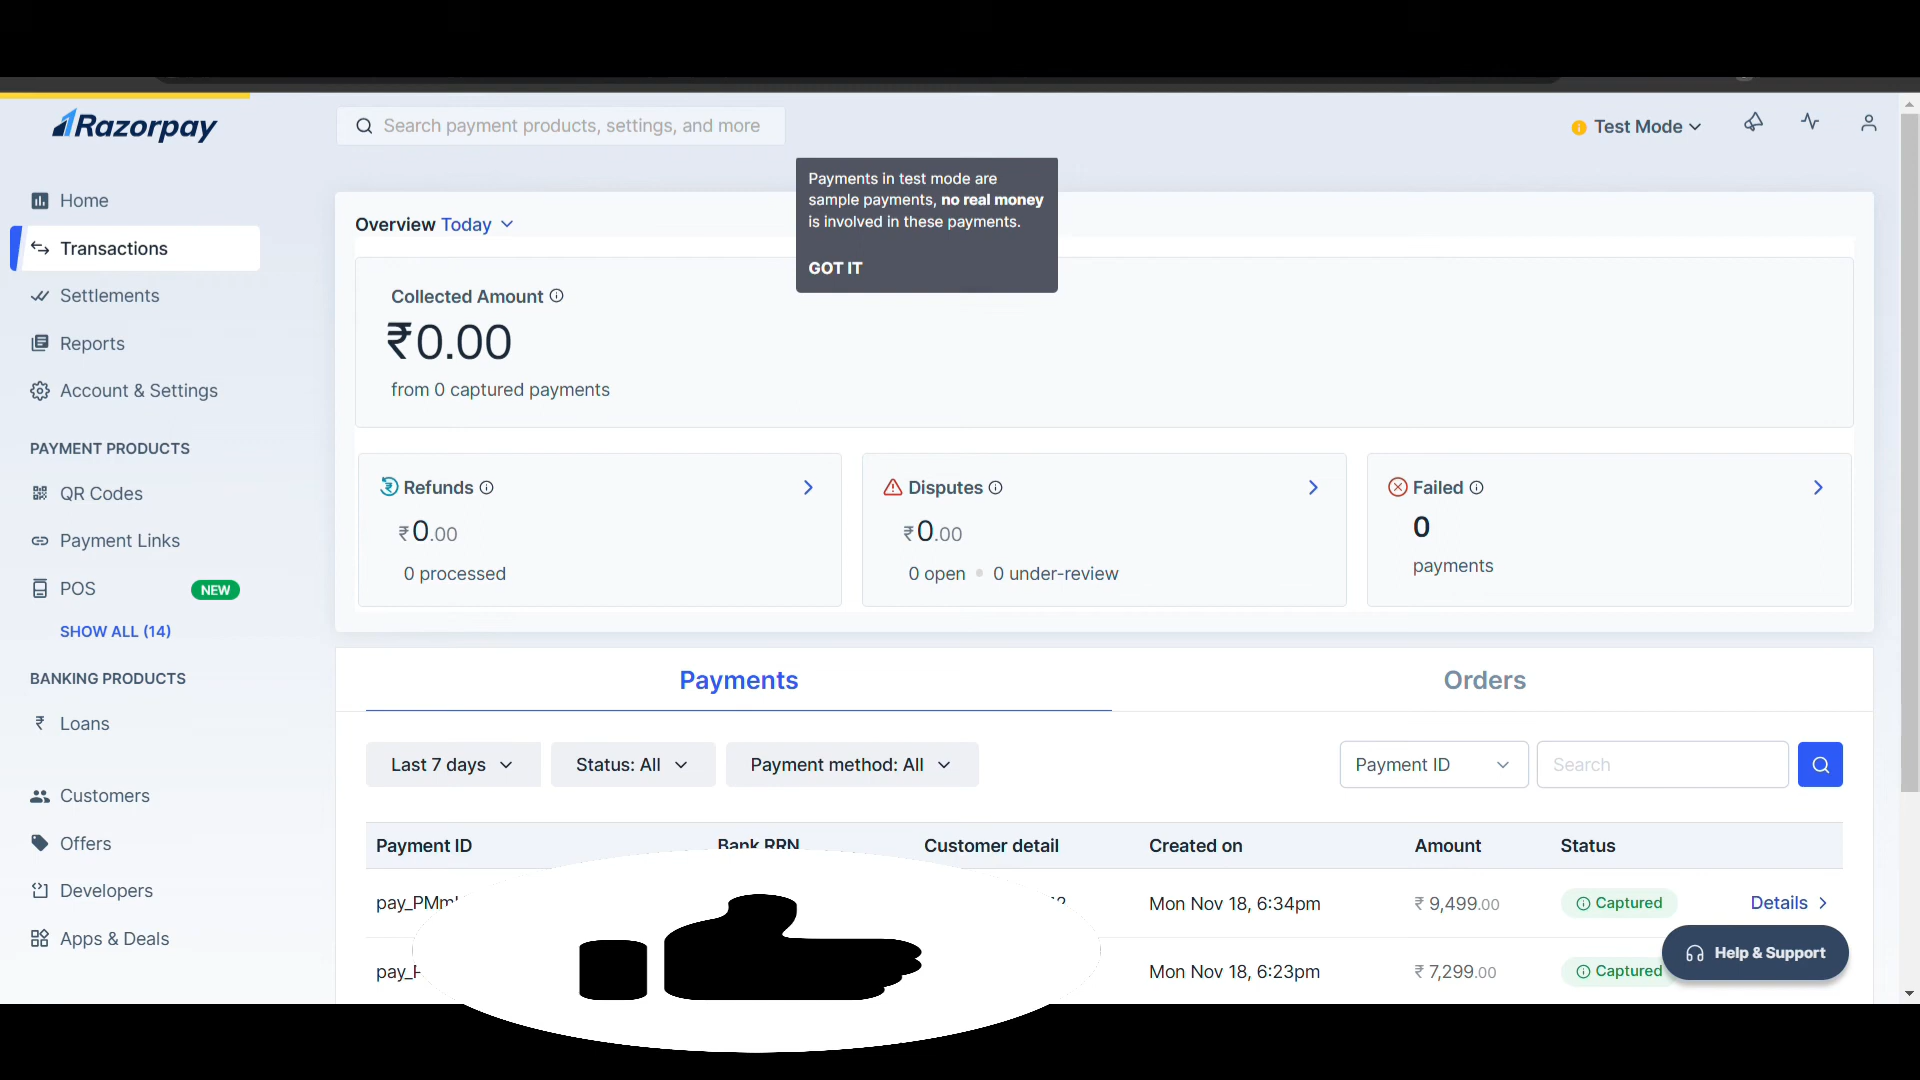 Razorpay
Search payment products, settings, and more
Test Mode
Payments in test mode are
sample payments, no real money
is involved in these payments.
GOT IT
Home
Transactions
Settlements
Reports
Account & Settings
PAYMENT PRODUCTS
QR Codes
Payment Links
POS NEW
SHOW ALL (14)
BANKING PRODUCTS
₹ Loans
Customers
Offers
Developers
Apps & Deals
Overview Today
Collected Amount
₹0.00
from 0 captured payments
Refunds
₹0.00
0 processed
Disputes
₹0.00
0 open 0 under-review
Failed
0
payments
Payments Orders
Last 7 days Status: All Payment method: All Payment ID Search
Payment ID Bank RRN Customer detail Created on Amount Status
Mon Nov 18, 6:34pm ₹ 9,499.00 Captured Details
Mon Nov 18, 6:23pm ₹ 7,299.00 Captured
Help & Support